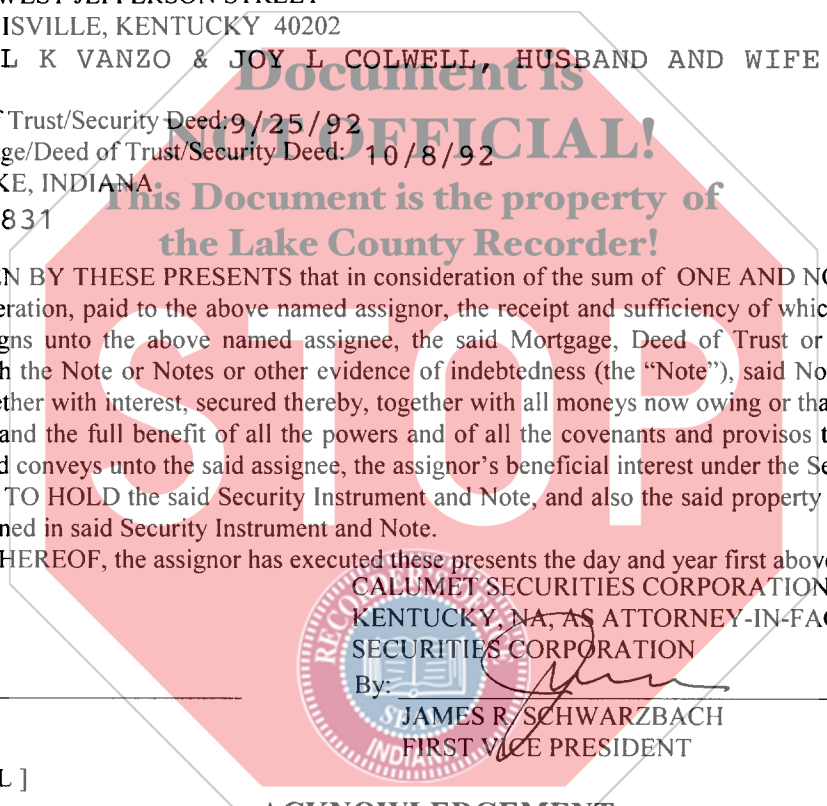 WEST JEFFERSON STREET
ISVILLE, KENTUCKY 40202
L K VANZO & JOY L COLWELL, HUSBAND AND WIFE
Document is
Trust/Security Deed: 9/25/92
NOT OFFICIAL!
ge/Deed of Trust/Security Deed: 10/8/92
KE, INDIANA
This Document is the property of
831
the Lake County Recorder!
N BY THESE PRESENTS that in consideration of the sum of ONE AND NO
eration, paid to the above named assignor, the receipt and sufficiency of whic
gns unto the above named assignee, the said Mortgage, Deed of Trust or
h the Note or Notes or other evidence of indebtedness (the “Note”), said No
ether with interest, secured thereby, together with all moneys now owing or tha
and the full benefit of all the powers and of all the covenants and provisos t
d conveys unto the said assignee, the assignor’s beneficial interest under the Se
TO HOLD the said Security Instrument and Note, and also the said property
ned in said Security Instrument and Note.
HEREOF, the assignor has executed these presents the day and year first above
STOP
CALUMET SECURITIES CORPORATION
KENTUCKY, NA, AS ATTORNEY-IN-FAC
SECURITIES CORPORATION
By:
JAMES R. SCHWARZBACH
FIRST VICE PRESIDENT
RECORDER'S OFFICE
SEAL
INDIANA
L ]
ACKNOWLEDGEMENT